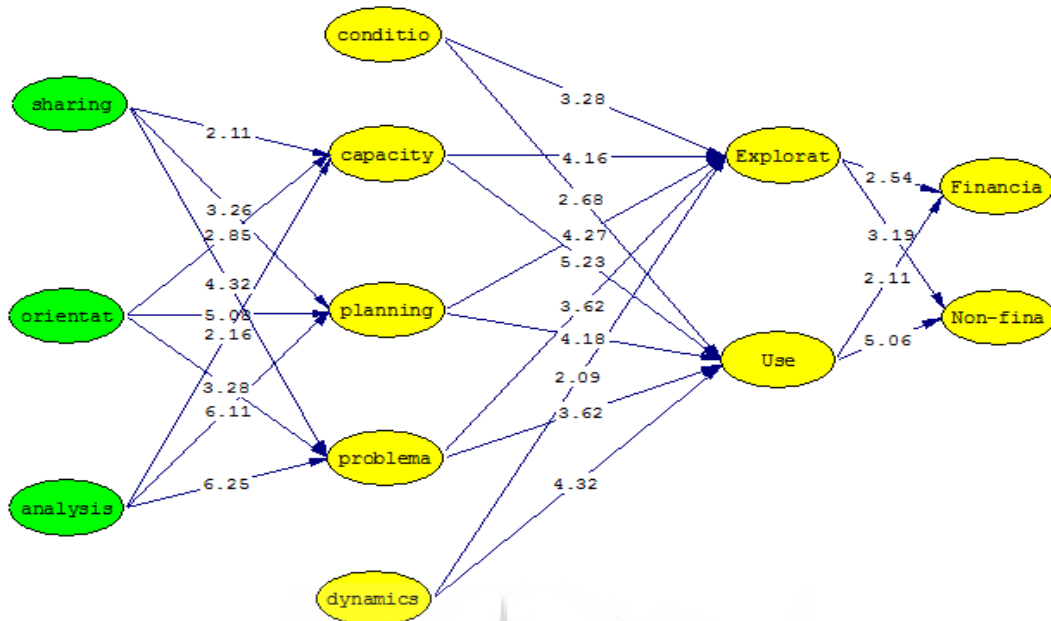 conditio
sharing
3.28
2.11
capacity
4.16
Explorat
2.54
Financia
2.68
3.26
2.85
4.27
3.19
5.23
4.32
2.11
orientat
5.08
planning
3.62
Non-fina
2.16
4.18
5.06
Use
2.09
3.28
6.11
3.62
problema
6.25
4.32
analysis
dynamics